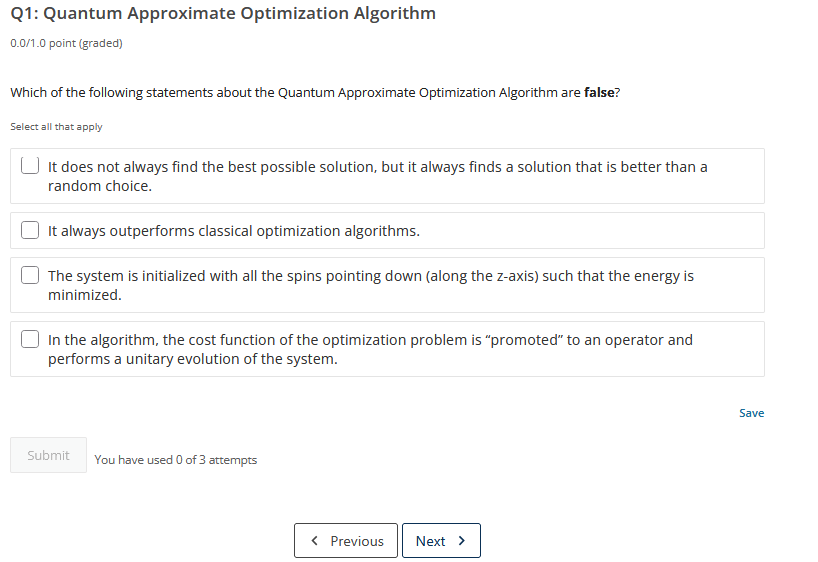 Q1: Quantum Approximate Optimization Algorithm
0.0/1.0 point (graded)
Which of the following statements about the Quantum Approximate Optimization Algorithm are false?
Select all that apply
It does not always find the best possible solution, but it always finds a solution that is better than a
random choice.
It always outperforms classical optimization algorithms.
The system is initialized with all the spins pointing down (along the z-axis) such that the energy is
minimized.
In the algorithm, the cost function of the optimization problem is “promoted” to an operator and
performs a unitary evolution of the system.
Save
Submit
You have used 0 of 3 attempts
Previous
Next